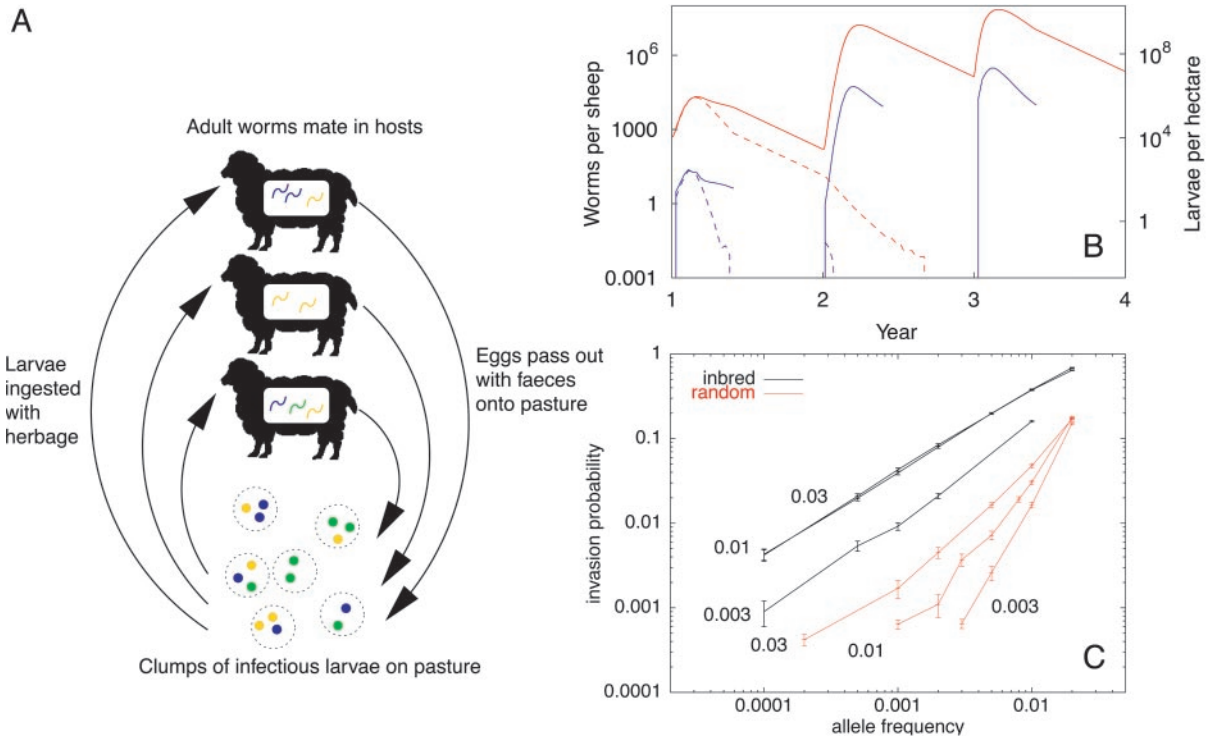 A
Adult worms mate in hosts
Larvae
ingested
with
herbage
Eggs pass out
with faeces
onto pasture
Clumps of infectious larvae on pasture
Worms per sheep
10^6
1000
1
0.001
10^8
10^4
1
Larvae per hectare
B
1 2 3 4
Year
invasion probability
1
0.1
0.01
0.001
0.0001
inbred
random
0.03
0.01
0.003
0.03
0.01
0.003
C
0.0001 0.001 0.01
allele frequency